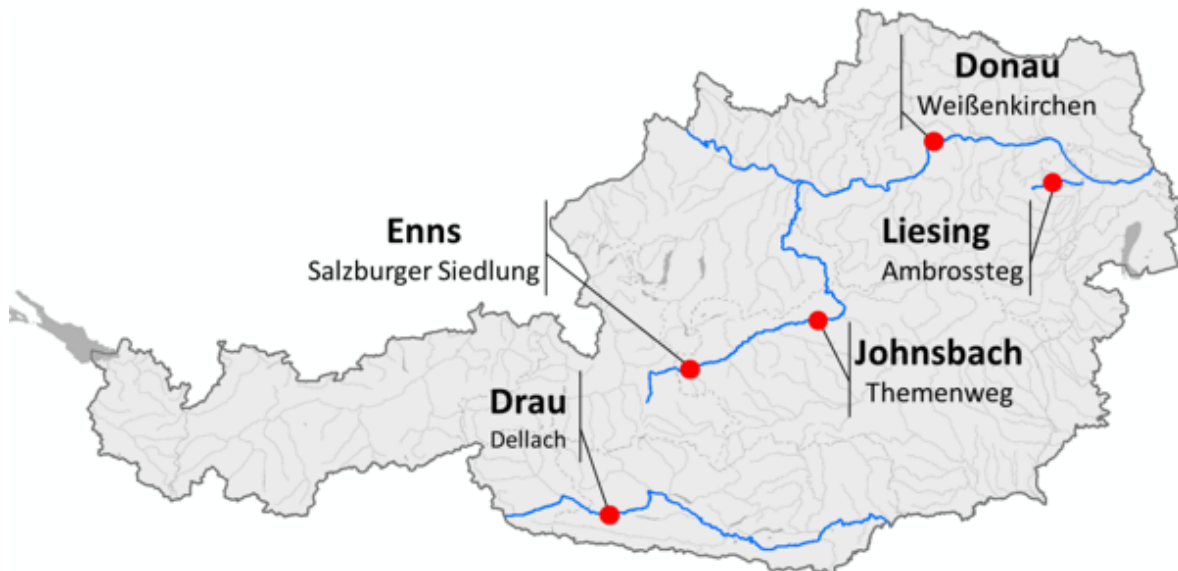 Donau
Weißenkirchen
Enns
Salzburger Siedlung
Liesing
Ambrossteg
Johnsbach
Themenweg
Drau
Dellach